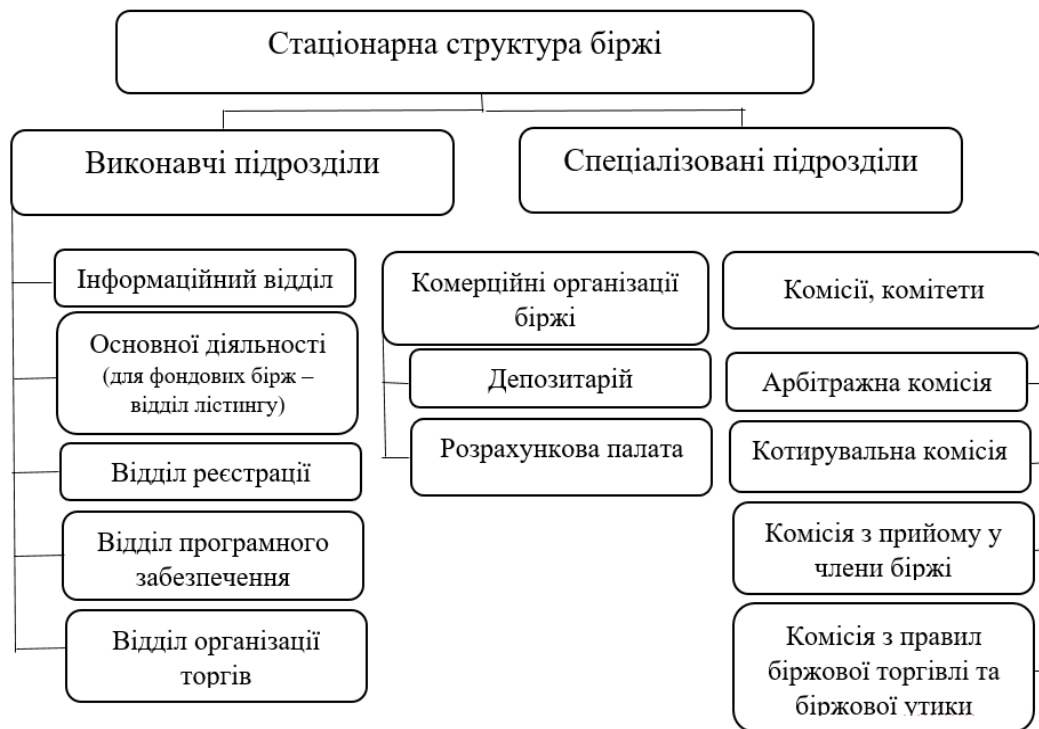 Стаціонарна структура біржі
Виконавчі підрозділи
Спеціалізовані підрозділи
Інформаційний відділ
Основної діяльності
(для фондових бірж –
відділ лістингу)
Відділ реєстрації
Відділ програмного
забезпечення
Відділ організації
торгів
Комерційні організації
біржі
Депозитарій
Розрахункова палата
Комісії, комітети
Арбітражна комісія
Котирувальна комісія
Комісія з прийому у
члени біржі
Комісія з правил
біржової торгівлі та
біржової утики